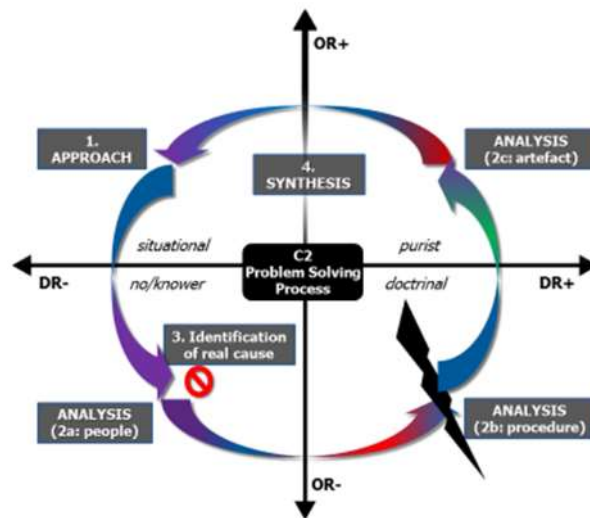 OR+
1.
APPROACH
ANALYSIS
(2c: artefact)
4.
SYNTHESIS
situational
purist
C2
Problem Solving
Process
DR-
DR+
no/knower
doctrinal
3. Identification
of real cause
ANALYSIS
(2a: people)
ANALYSIS
(2b: procedure)
OR-